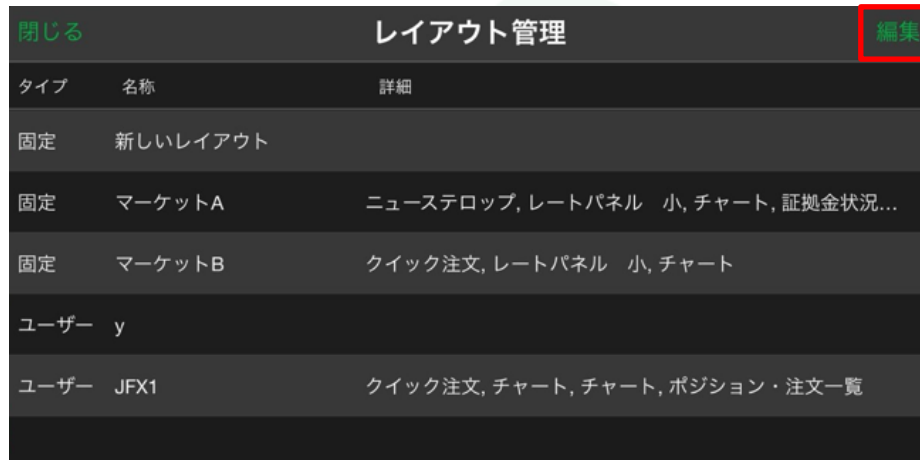 閉じる レイアウト管理 編集
タイプ 名称 詳細
固定 新しいレイアウト
固定 マーケットA ニューステロップ, レートパネル　小, チャート, 証拠金状況...
固定 マーケットB クイック注文, レートパネル　小, チャート
ユーザー y
ユーザー JFX1 クイック注文, チャート, チャート, ポジション・注文一覧